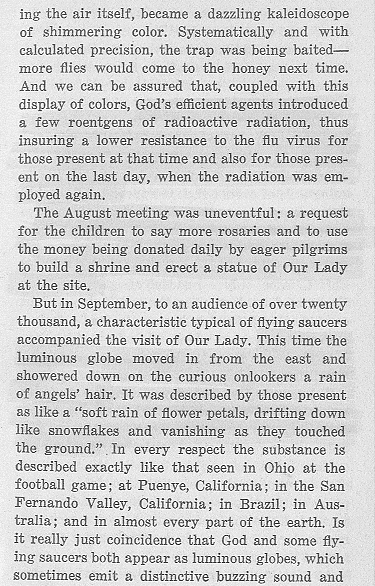 ing the air itself, became a dazzling kaleidoscope
of shimmering color. Systematically and with
calculated precision, the trap was being baited—
more flies would come to the honey next time.
And we can be assured that, coupled with this
display of colors, God's efficient agents introduced
a few roentgens of radioactive radiation, thus
insuring a lower resistance to the flu virus for
those present at that time and also for those pres-
ent on the last day, when the radiation was em-
ployed again.
The August meeting was uneventful: a request
for the children to say more rosaries and to use
the money being donated daily by eager pilgrims
to build a shrine and erect a statue of Our Lady
at the site.
But in September, to an audience of over twenty
thousand, a characteristic typical of flying saucers
accompanied the visit of Our Lady. This time the
luminous globe moved in from the east and
showered down on the curious onlookers a rain
of angels' hair. It was described by those present
as like a "soft rain of flower petals, drifting down
like snowflakes and vanishing as they touched
the ground." In every respect the substance is
described exactly like that seen in Ohio at the
football game; at Puenye, California; in the San
Fernando Valley, California; in Brazil; in Aus-
tralia; and in almost every part of the earth. Is
it really just coincidence that God and some fly-
ing saucers both appear as luminous globes, which
sometimes emit a distinctive buzzing sound and